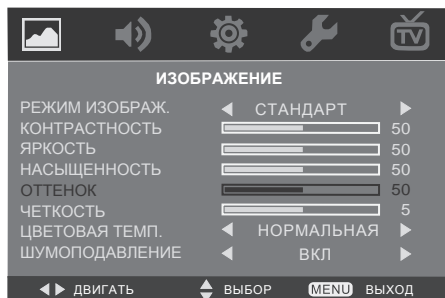 TV
ИЗОБРАЖЕНИЕ
РЕЖИМ ИЗОБРАЖ. СТАНДАРТ
КОНТРАСТНОСТЬ 50
ЯРКОСТЬ 50
НАСЫЩЕННОСТЬ 50
ОТТЕНОК 50
ЧЕТКОСТЬ 5
ЦВЕТОВАЯ ТЕМП. НОРМАЛЬНАЯ
ШУМОПОДАВЛЕНИЕ ВКЛ
ДВИГАТЬ ВЫБОР MENU ВЫХОД